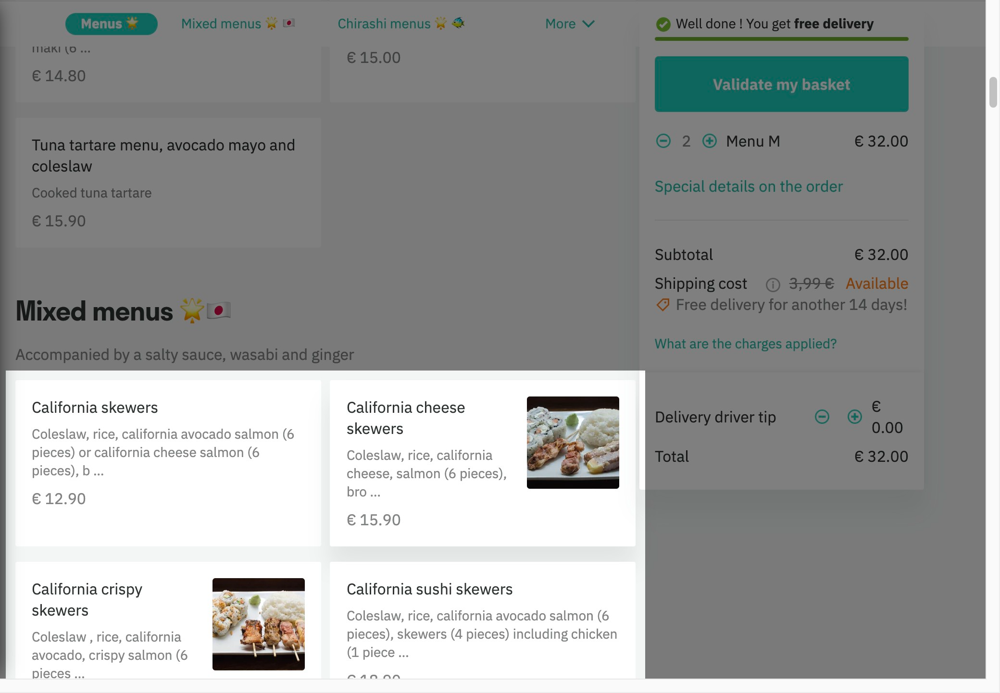 Menus 🌟
Mixed menus 🌟 🇯🇵
Chirashi menus 🌟 🐠
More
maki (6 ...
€ 14.80
€ 15.00
Tuna tartare menu, avocado mayo and
coleslaw
Cooked tuna tartare
€ 15.90
Mixed menus 🌟🇯🇵
Accompanied by a salty sauce, wasabi and ginger
California skewers
Coleslaw, rice, california avocado salmon (6
pieces) or california cheese salmon (6
pieces), b ...
€ 12.90
California cheese
skewers
Coleslaw, rice, california
cheese, salmon (6 pieces),
bro ...
€ 15.90
California crispy
skewers
Coleslaw , rice, california
avocado, crispy salmon (6
pieces ...
California sushi skewers
Coleslaw, rice, california avocado salmon (6
pieces), skewers (4 pieces) including chicken
(1 piece ...
Well done ! You get free delivery
Validate my basket
2 Menu M € 32.00
Special details on the order
Subtotal € 32.00
Shipping cost 3,99 € Available
Free delivery for another 14 days!
What are the charges applied?
Delivery driver tip € 0.00
Total € 32.00